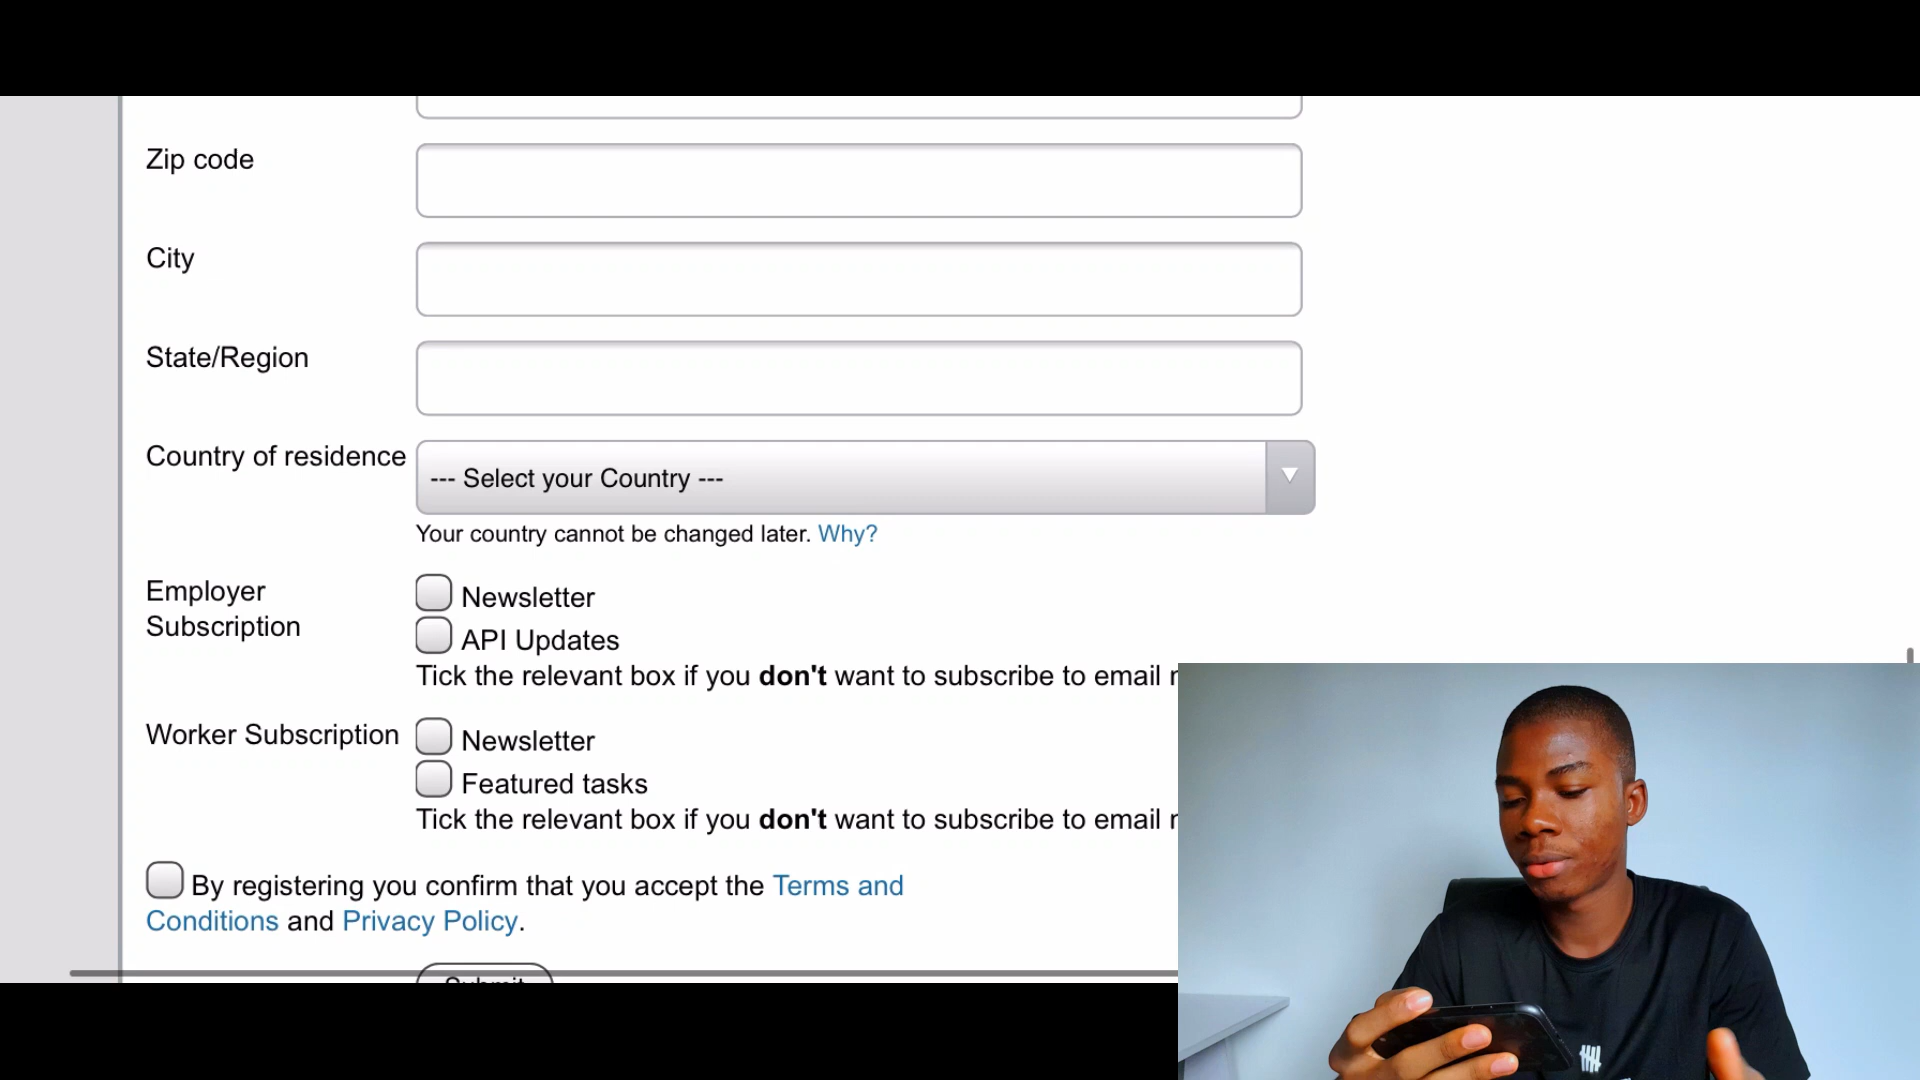 Zip code
City
State/Region
Country of residence
--- Select your Country ---
Your country cannot be changed later. Why?
Employer
Subscription
Newsletter
API Updates
Tick the relevant box if you don't want to subscribe to email
Worker Subscription
Newsletter
Featured tasks
Tick the relevant box if you don't want to subscribe to email
By registering you confirm that you accept the Terms and
Conditions and Privacy Policy.
Submit